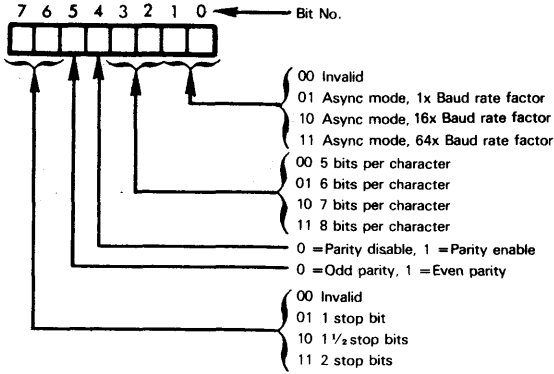 7 6 5 4 3 2 1 0 Bit No.
00 Invalid
01 Async mode, 1x Baud rate factor
10 Async mode, 16x Baud rate factor
11 Async mode, 64x Baud rate factor
00 5 bits per character
01 6 bits per character
10 7 bits per character
11 8 bits per character
0 =Parity disable, 1 =Parity enable
0 =Odd parity, 1 =Even parity
00 Invalid
01 1 stop bit
10 1 1/2 stop bits
11 2 stop bits